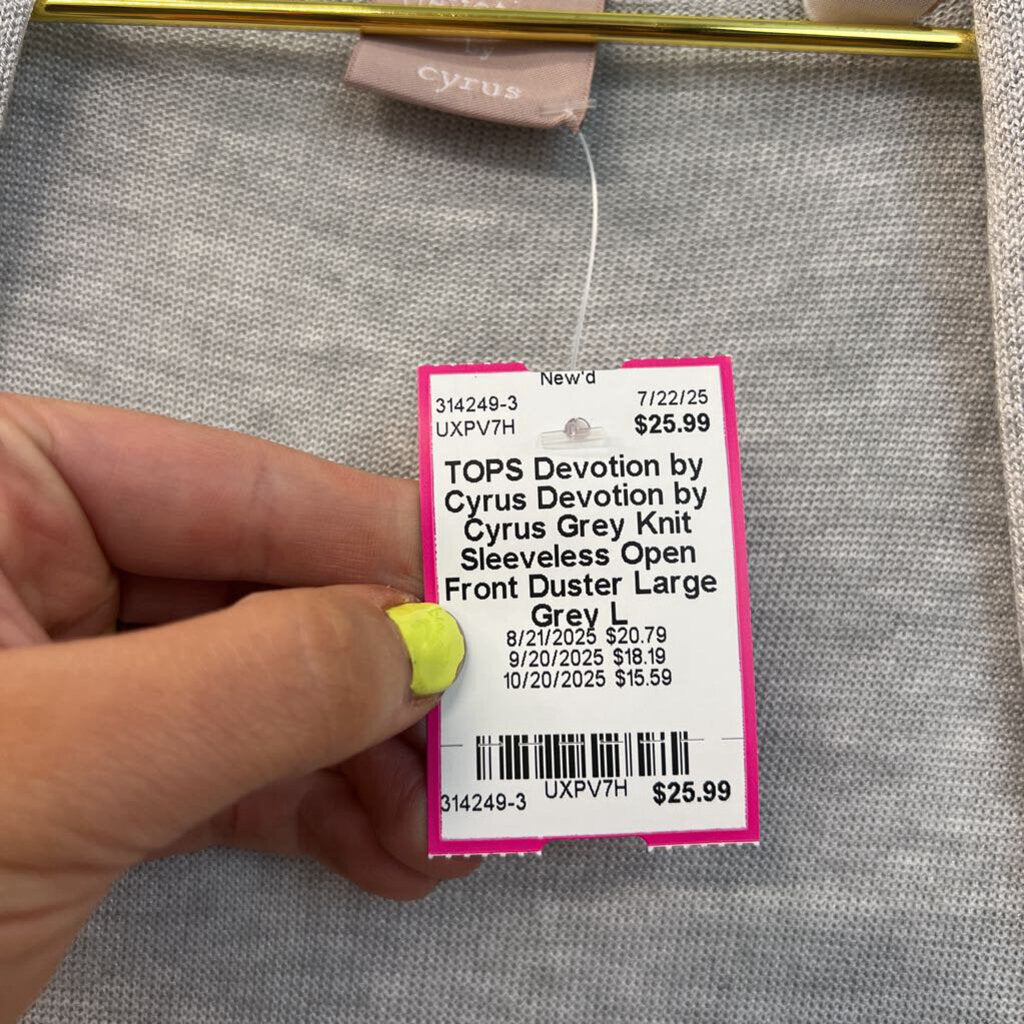 by
cyrus
New'd
314249-3 7/22/25
UXPV7H $25.99
TOPS Devotion by
Cyrus Devotion by
Cyrus Grey Knit
Sleeveless Open
Front Duster Large
Grey L
8/21/2025 $20.79
9/20/2025 $18.19
10/20/2025 $15.59
314249-3 UXPV7H $25.99